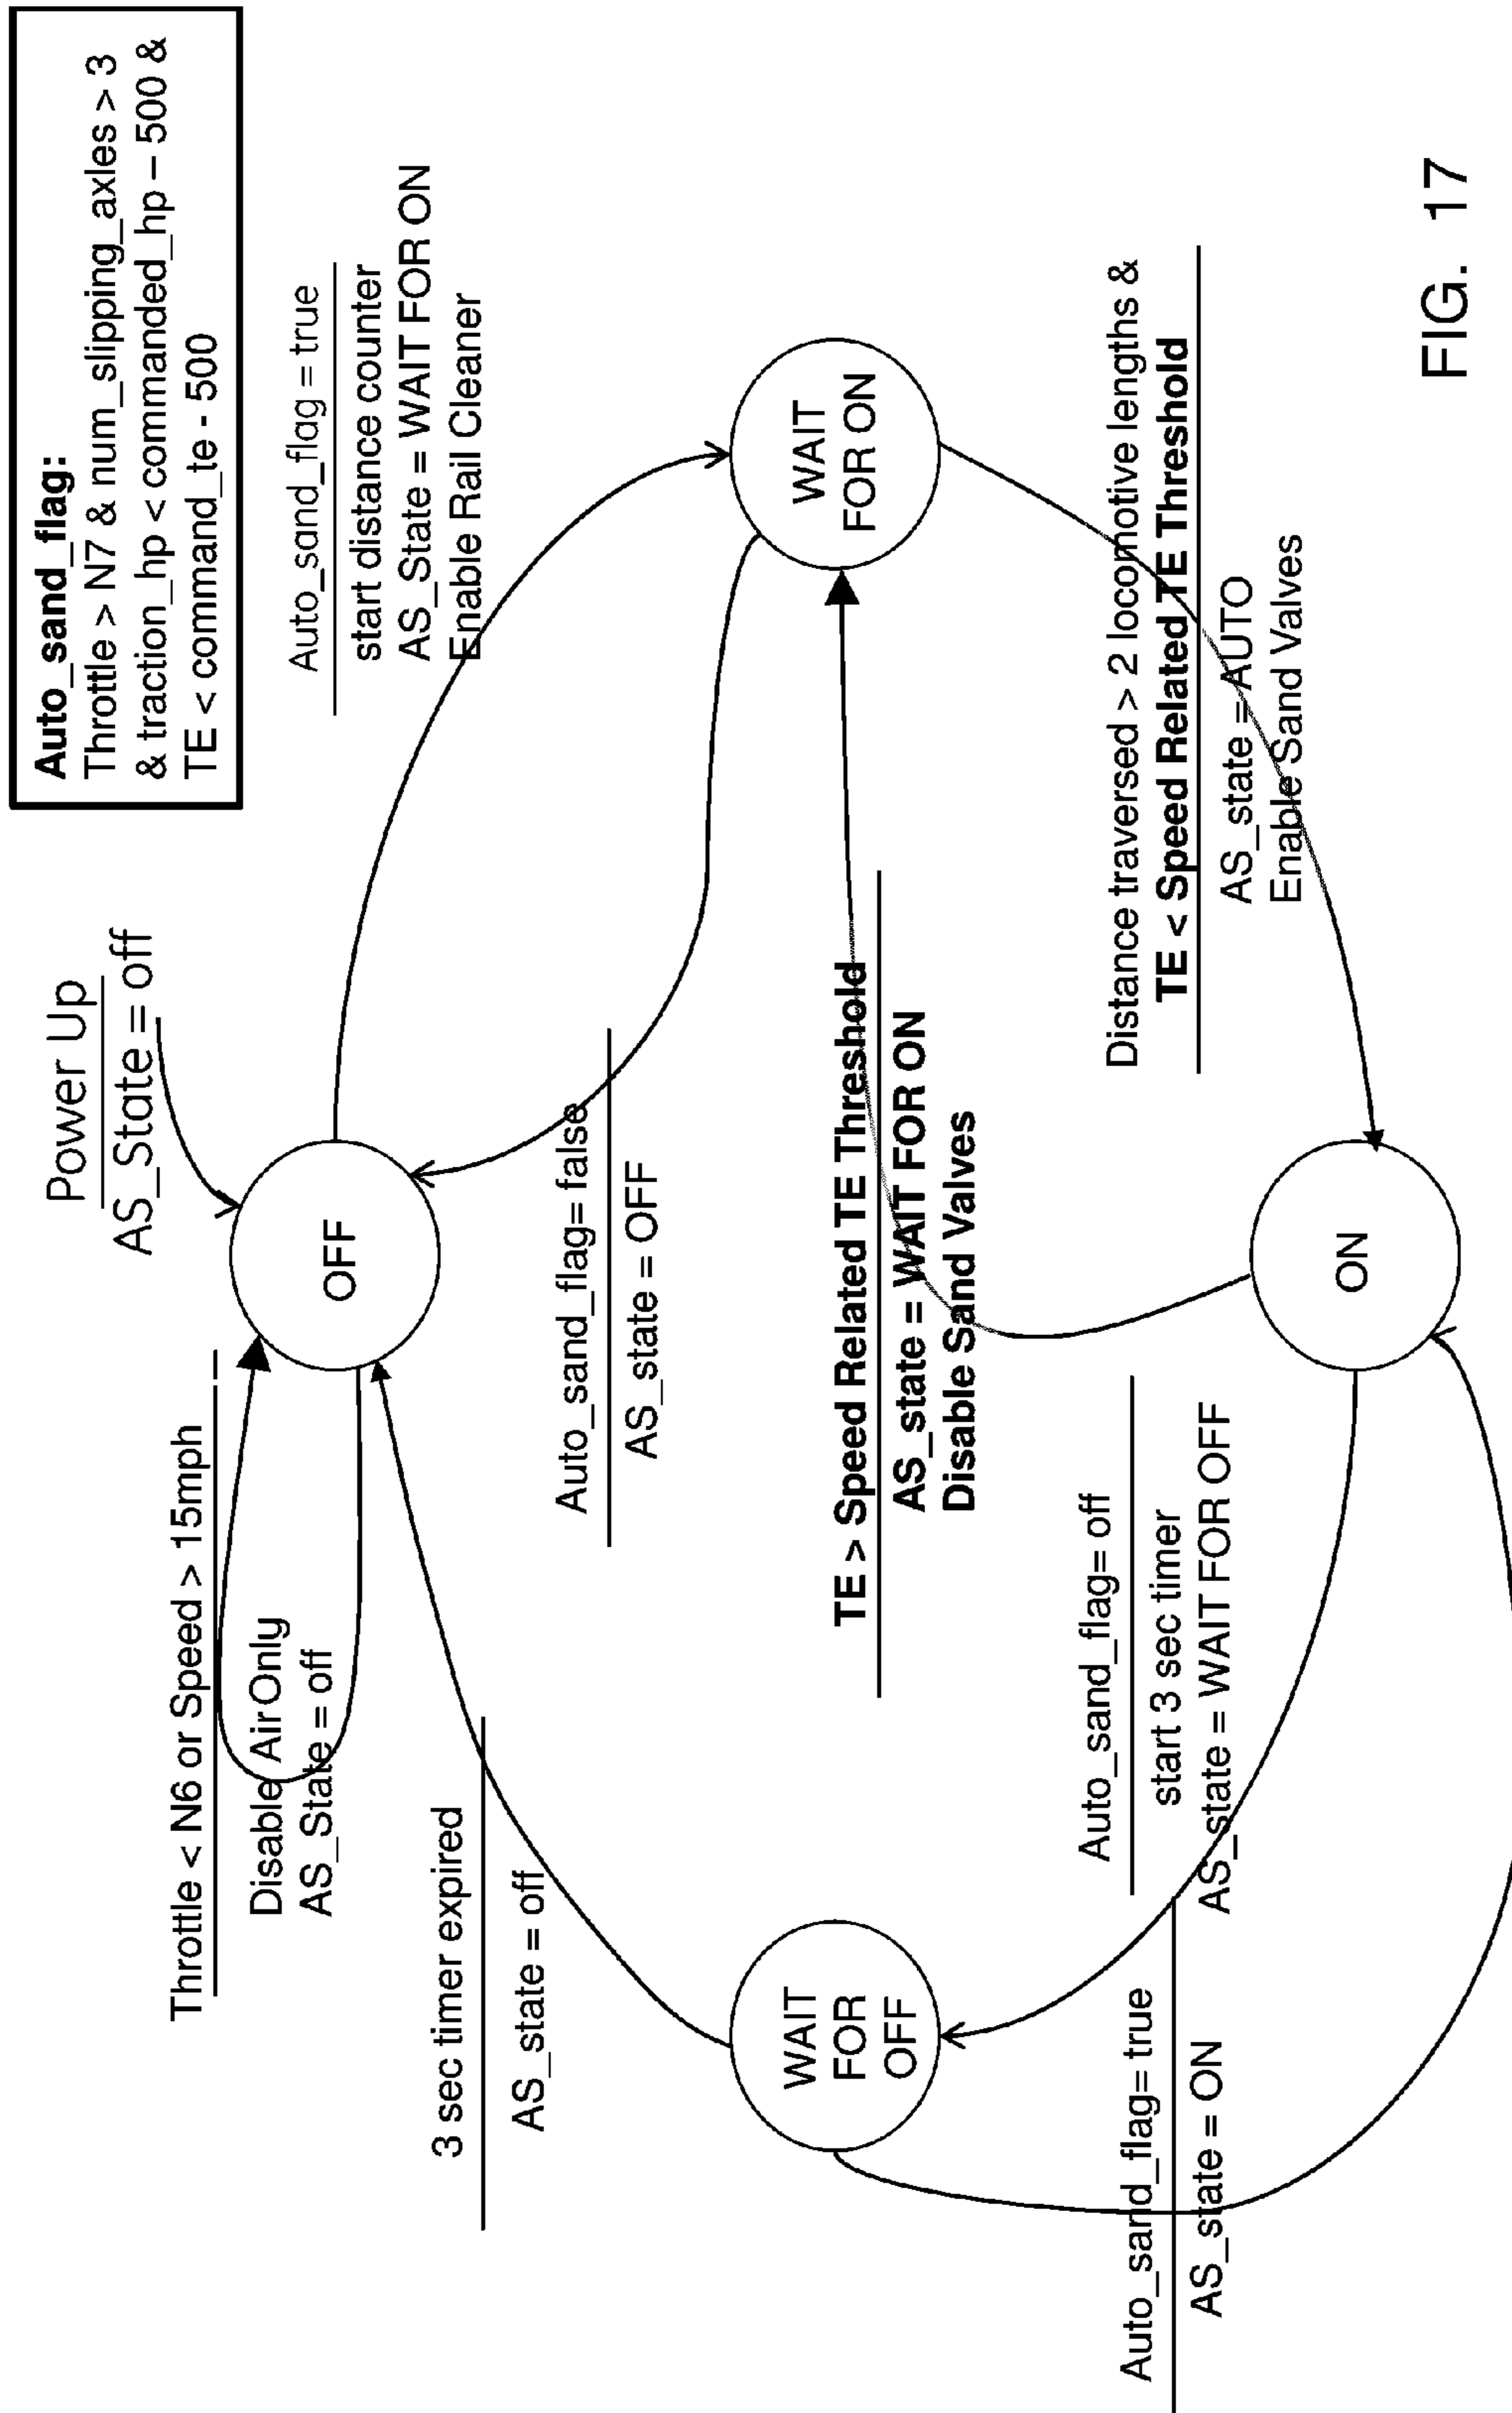 Auto_sand_flag:
Throttle > N7 & num_slipping_axles > 3
& traction_hp < commanded_hp – 500 &
TE < command_te - 500
Power Up
AS_State = off
Throttle < N6 or Speed > 15mph
Disable Air Only
AS_State = off
OFF
Auto_sand_flag = true
start distance counter
AS_State = WAIT FOR ON
Enable Rail Cleaner
3 sec timer expired
AS_state = off
Auto_sand_flag= false
AS_state = OFF
WAIT
FOR
OFF
WAIT
FOR ON
TE > Speed Related TE Threshold
AS_state = WAIT FOR ON
Disable Sand Valves
Auto_sand_flag= off
start 3 sec timer
AS_state = WAIT FOR OFF
Distance traversed > 2 locomotive lengths &
TE < Speed Related TE Threshold
AS_state = AUTO
Enable Sand Valves
Auto_sand_flag= true
AS_state = ON
ON
FIG. 17